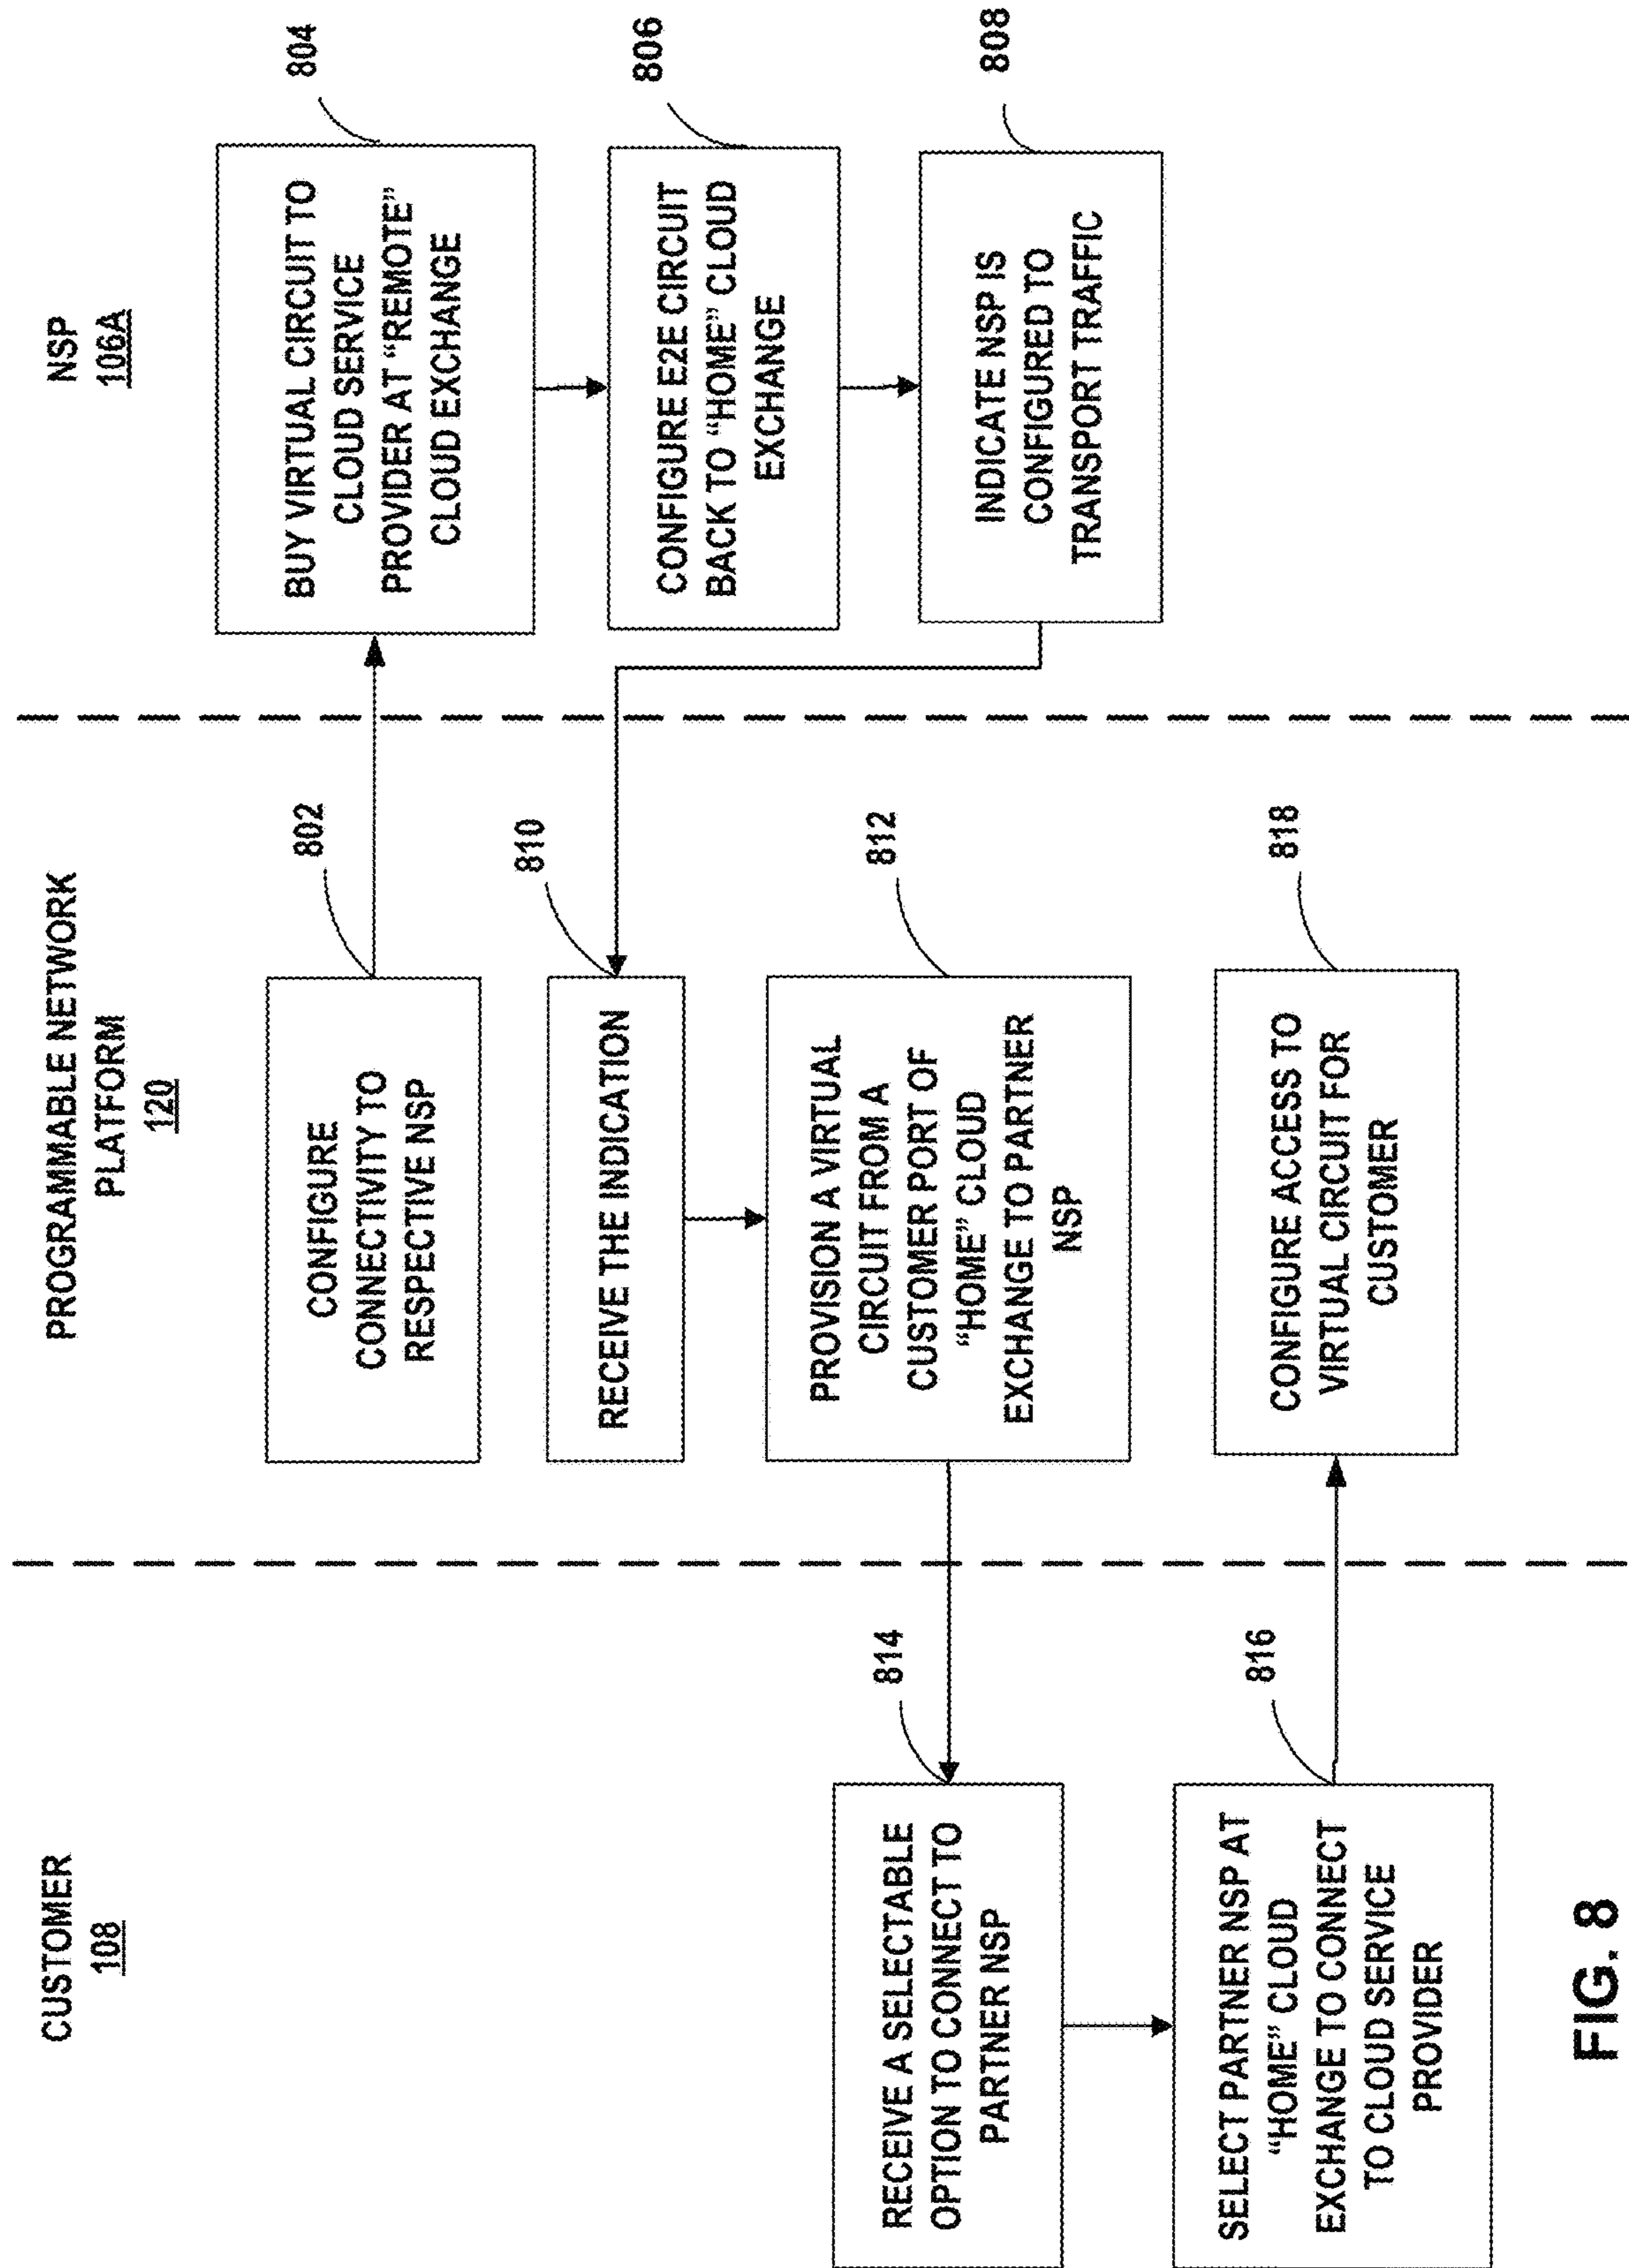 CUSTOMER
108
PROGRAMMABLE NETWORK
PLATFORM
120
NSP
106A
802
CONFIGURE
CONNECTIVITY TO
RESPECTIVE NSP
804
BUY VIRTUAL CIRCUIT TO
CLOUD SERVICE
PROVIDER AT “REMOTE”
CLOUD EXCHANGE
806
CONFIGURE E2E CIRCUIT
BACK TO “HOME” CLOUD
EXCHANGE
808
INDICATE NSP IS
CONFIGURED TO
TRANSPORT TRAFFIC
810
RECEIVE THE INDICATION
812
PROVISION A VIRTUAL
CIRCUIT FROM A
CUSTOMER PORT OF
“HOME” CLOUD
EXCHANGE TO PARTNER
NSP
814
RECEIVE A SELECTABLE
OPTION TO CONNECT TO
PARTNER NSP
816
SELECT PARTNER NSP AT
“HOME” CLOUD
EXCHANGE TO CONNECT
TO CLOUD SERVICE
PROVIDER
818
CONFIGURE ACCESS TO
VIRTUAL CIRCUIT FOR
CUSTOMER
FIG. 8